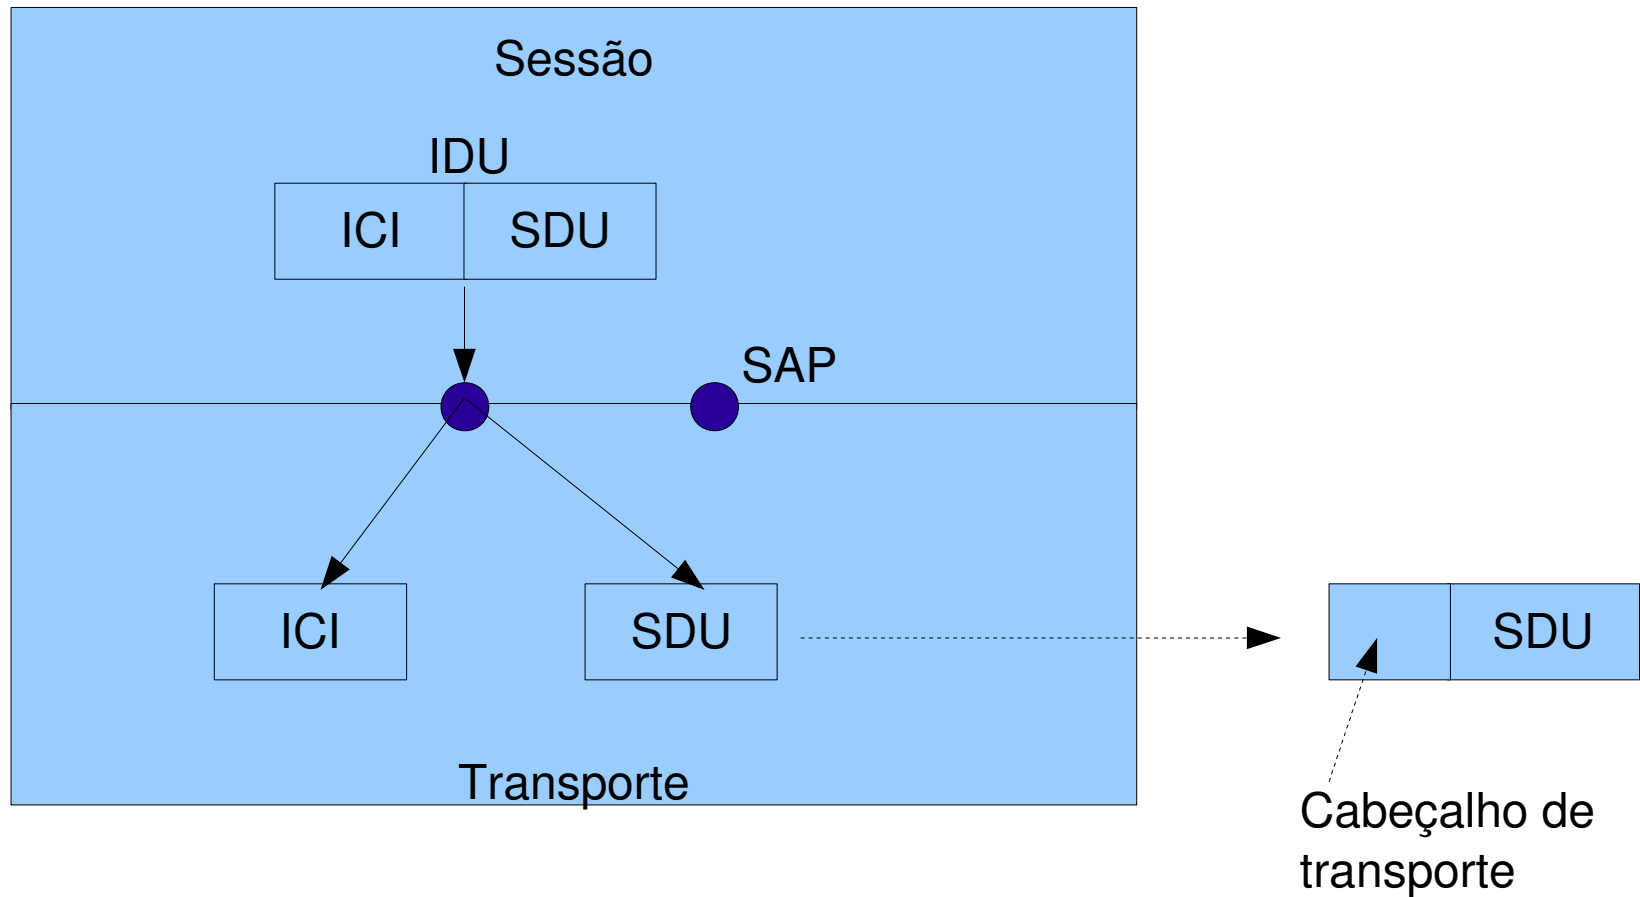 Sessão
IDU
ICI SDU
SAP
ICI SDU SDU
Transporte
Cabeçalho de
transporte